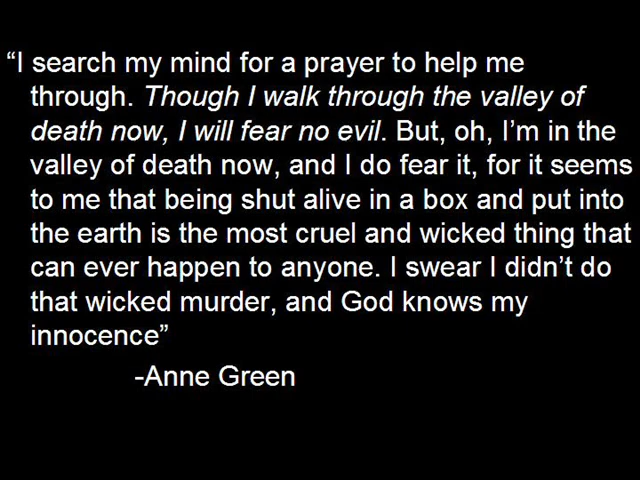 “I search my mind for a prayer to help me
through. Though I walk through the valley of
death now, I will fear no evil. But, oh, I’m in the
valley of death now, and I do fear it, for it seems
to me that being shut alive in a box and put into
the earth is the most cruel and wicked thing that
can ever happen to anyone. I swear I didn’t do
that wicked murder, and God knows my
innocence”
-Anne Green